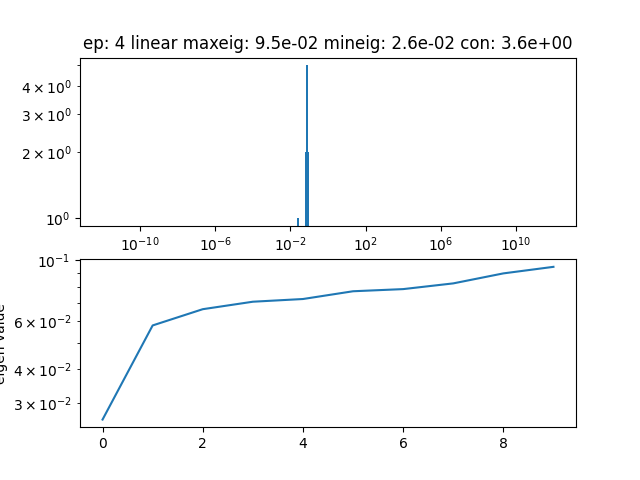 ep: 4 linear maxeig: 9.5e-02 mineig: 2.6e-02 con: 3.6e+00
4 × 10⁰
3 × 10⁰
2 × 10⁰
10⁰
10⁻¹⁰
10⁻⁶
10⁻²
10²
10⁶
10¹⁰
10⁻¹
6 × 10⁻²
4 × 10⁻²
3 × 10⁻²
eigen value
0
2
4
6
8